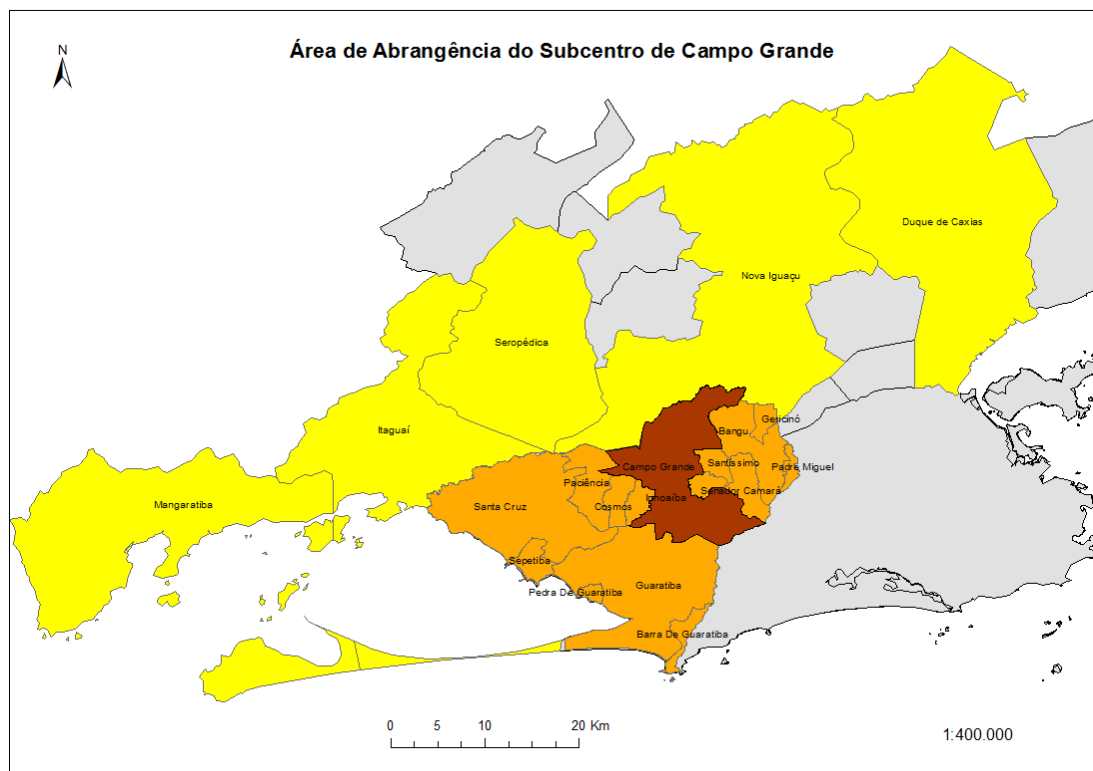 Área de Abrangência do Subcentro de Campo Grande
N
Duque de Caxias
Nova Iguaçu
Seropédica
Itaguaí
Gericinó
Bangu
Campo Grande
Santíssimo
Padre Miguel
Mangaratiba
Paciência
Inhoaíba
Senador Camará
Santa Cruz
Cosmos
Sepetiba
Guaratiba
Pedra De Guaratiba
Barra De Guaratiba
0 5 10 20 Km
1:400.000